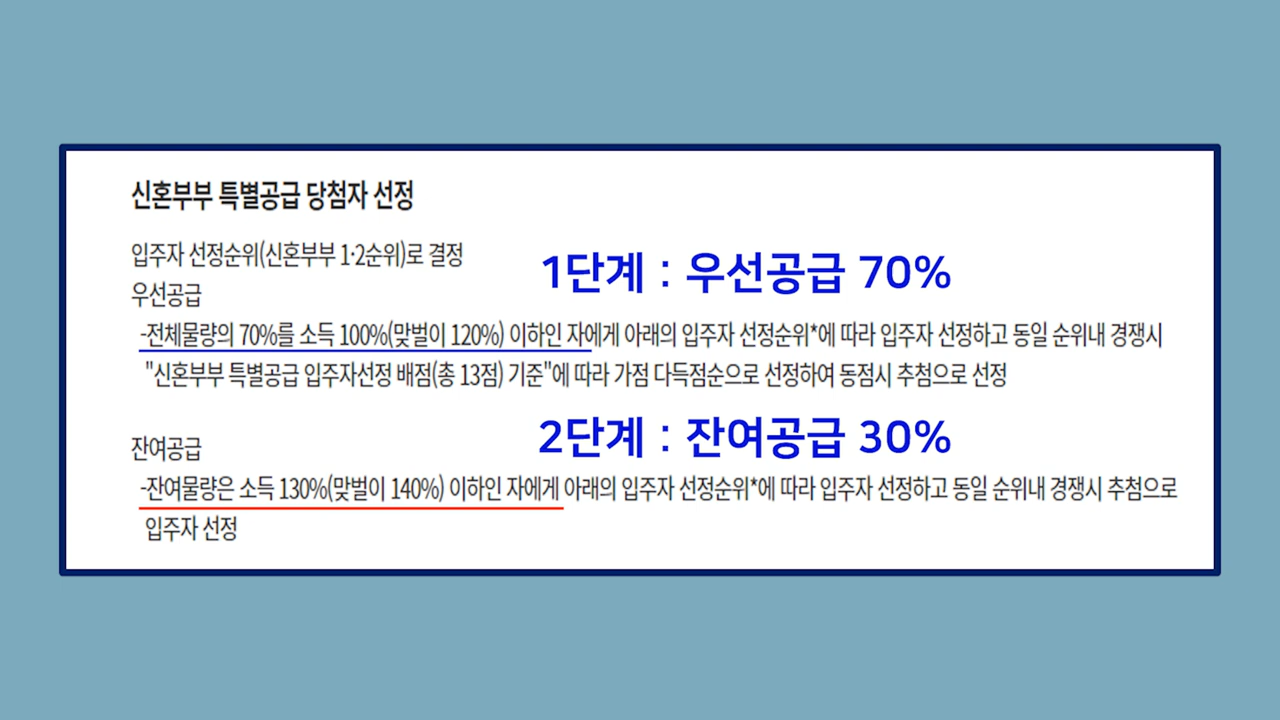 신혼부부 특별공급 당첨자 선정
입주자 선정순위(신혼부부 1·2순위)로 결정
1단계 : 우선공급 70%
우선공급
-전체물량의 70%를 소득 100%(맞벌이 120%) 이하인 자에게 아래의 입주자 선정순위*에 따라 입주자 선정하고 동일 순위내 경쟁시
"신혼부부 특별공급 입주자선정 배점(총 13점) 기준"에 따라 가점 다득점순으로 선정하여 동점시 추첨으로 선정
2단계 : 잔여공급 30%
잔여공급
-잔여물량은 소득 130%(맞벌이 140%) 이하인 자에게 아래의 입주자 선정순위*에 따라 입주자 선정하고 동일 순위내 경쟁시 추첨으로
입주자 선정